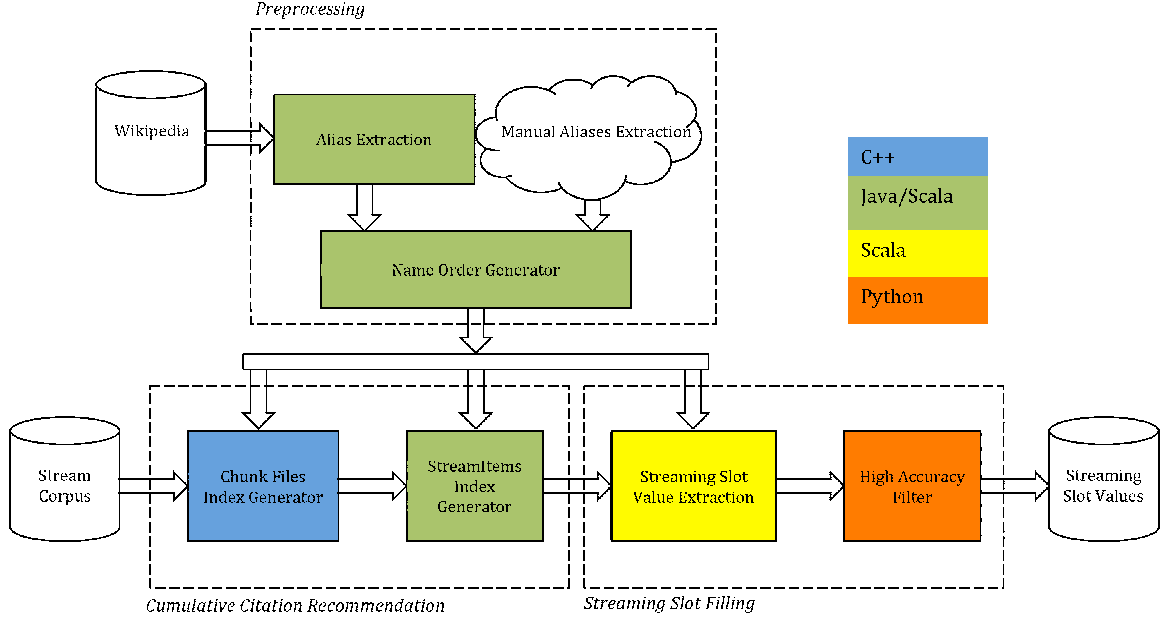 Preprocessing
Wikipedia
Alias Extraction
Manual Aliases Extraction
Name Order Generator
C++
Java/Scala
Scala
Python
Stream
Corpus
Chunk Files
Index Generator
StreamItems
Index
Generator
Streaming Slot
Value Extraction
High Accuracy
Filter
Streaming
Slot Values
Cumulative Citation Recommendation
Streaming Slot Filling